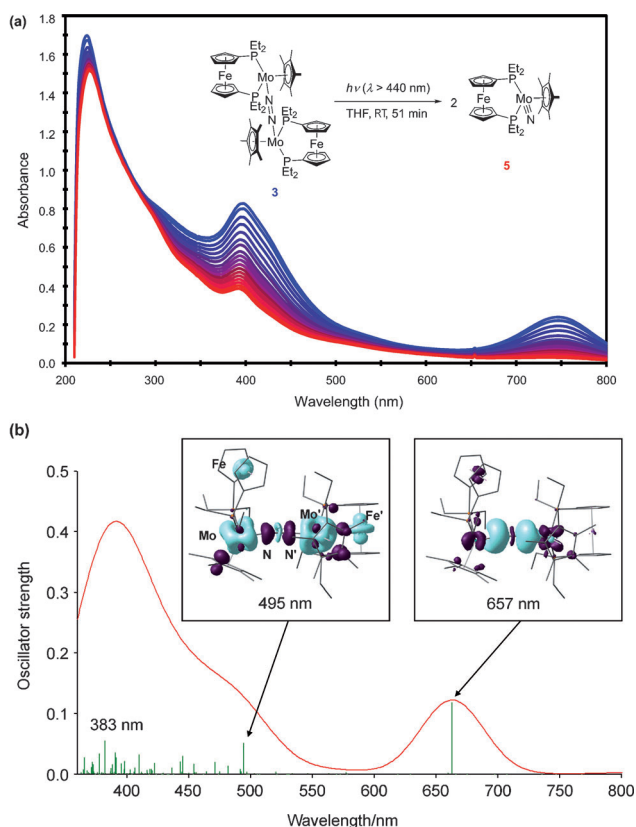 (a)
1.8
1.6
1.4
1.2
1.0
0.8
0.6
0.4
0.2
0.0
Absorbance
200 300 400 500 600 700 800
Wavelength (nm)
Et2
P
Mo
Fe
P
Et2
N
N
Et2
P
Mo
Fe
P
Et2
3
hν (λ > 440 nm)
THF, RT, 51 min
2
Et2
P
Fe
Mo
N
P
Et2
5
(b)
0.5
0.4
0.3
0.2
0.1
0.0
Oscillator strength
Fe
Mo
N
N'
Mo'
Fe'
495 nm
657 nm
383 nm
400 450 500 550 600 650 700 750 800
Wavelength/nm